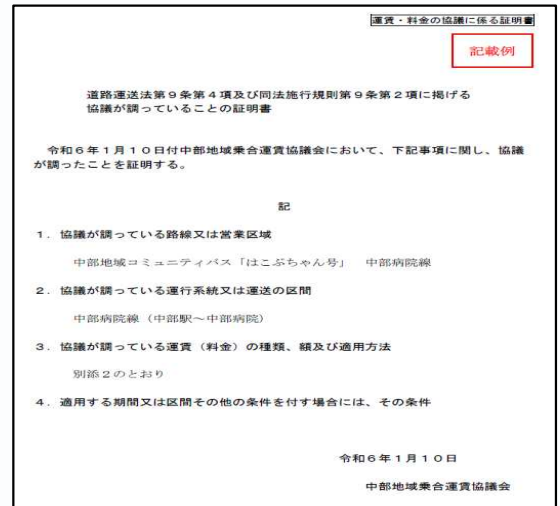 運賃・料金の協議に係る証明書
記載例
道路運送法第9条第4項及び同法施行規則第9条第2項に掲げる
協議が調っていることの証明書
令和6年1月10日付中部地域乗合運賃協議会において、下記事項に関し、協議
が調ったことを証明する。
記
1．協議が調っている路線又は営業区域
中部地域コミュニティバス「はこぶちゃん号」　中部病院線
2．協議が調っている運行系統又は運送の区間
中部病院線（中部駅～中部病院）
3．協議が調っている運賃（料金）の種類、額及び適用方法
別添2のとおり
4．適用する期間又は区間その他の条件を付す場合には、その条件
令和6年1月10日
中部地域乗合運賃協議会